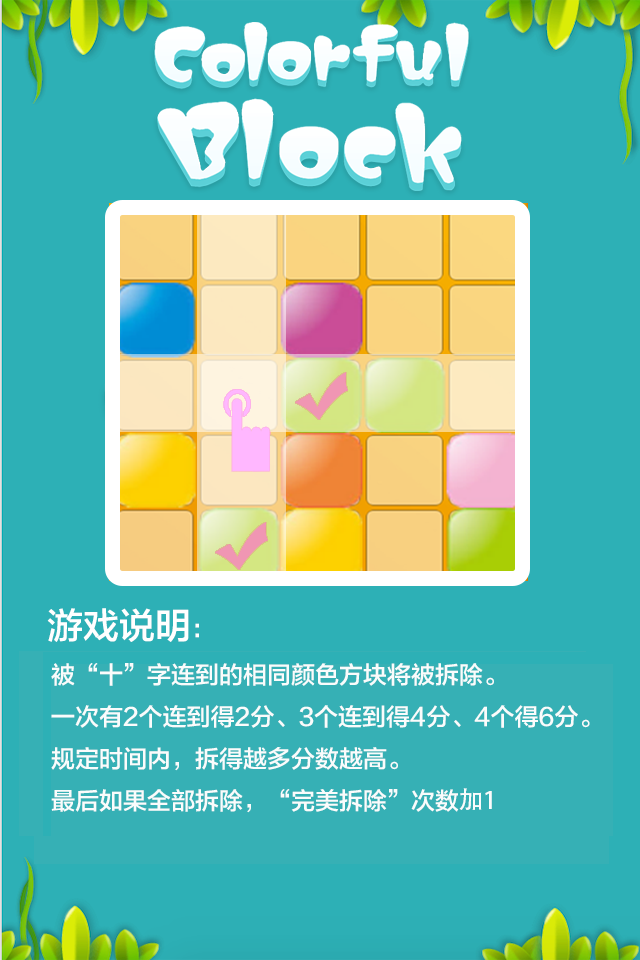 Colorful
Block
游戏说明：
被“十”字连到的相同颜色方块将被拆除。
一次有2个连到得2分、3个连到得4分、4个得6分。
规定时间内，拆得越多分数越高。
最后如果全部拆除，“完美拆除”次数加1